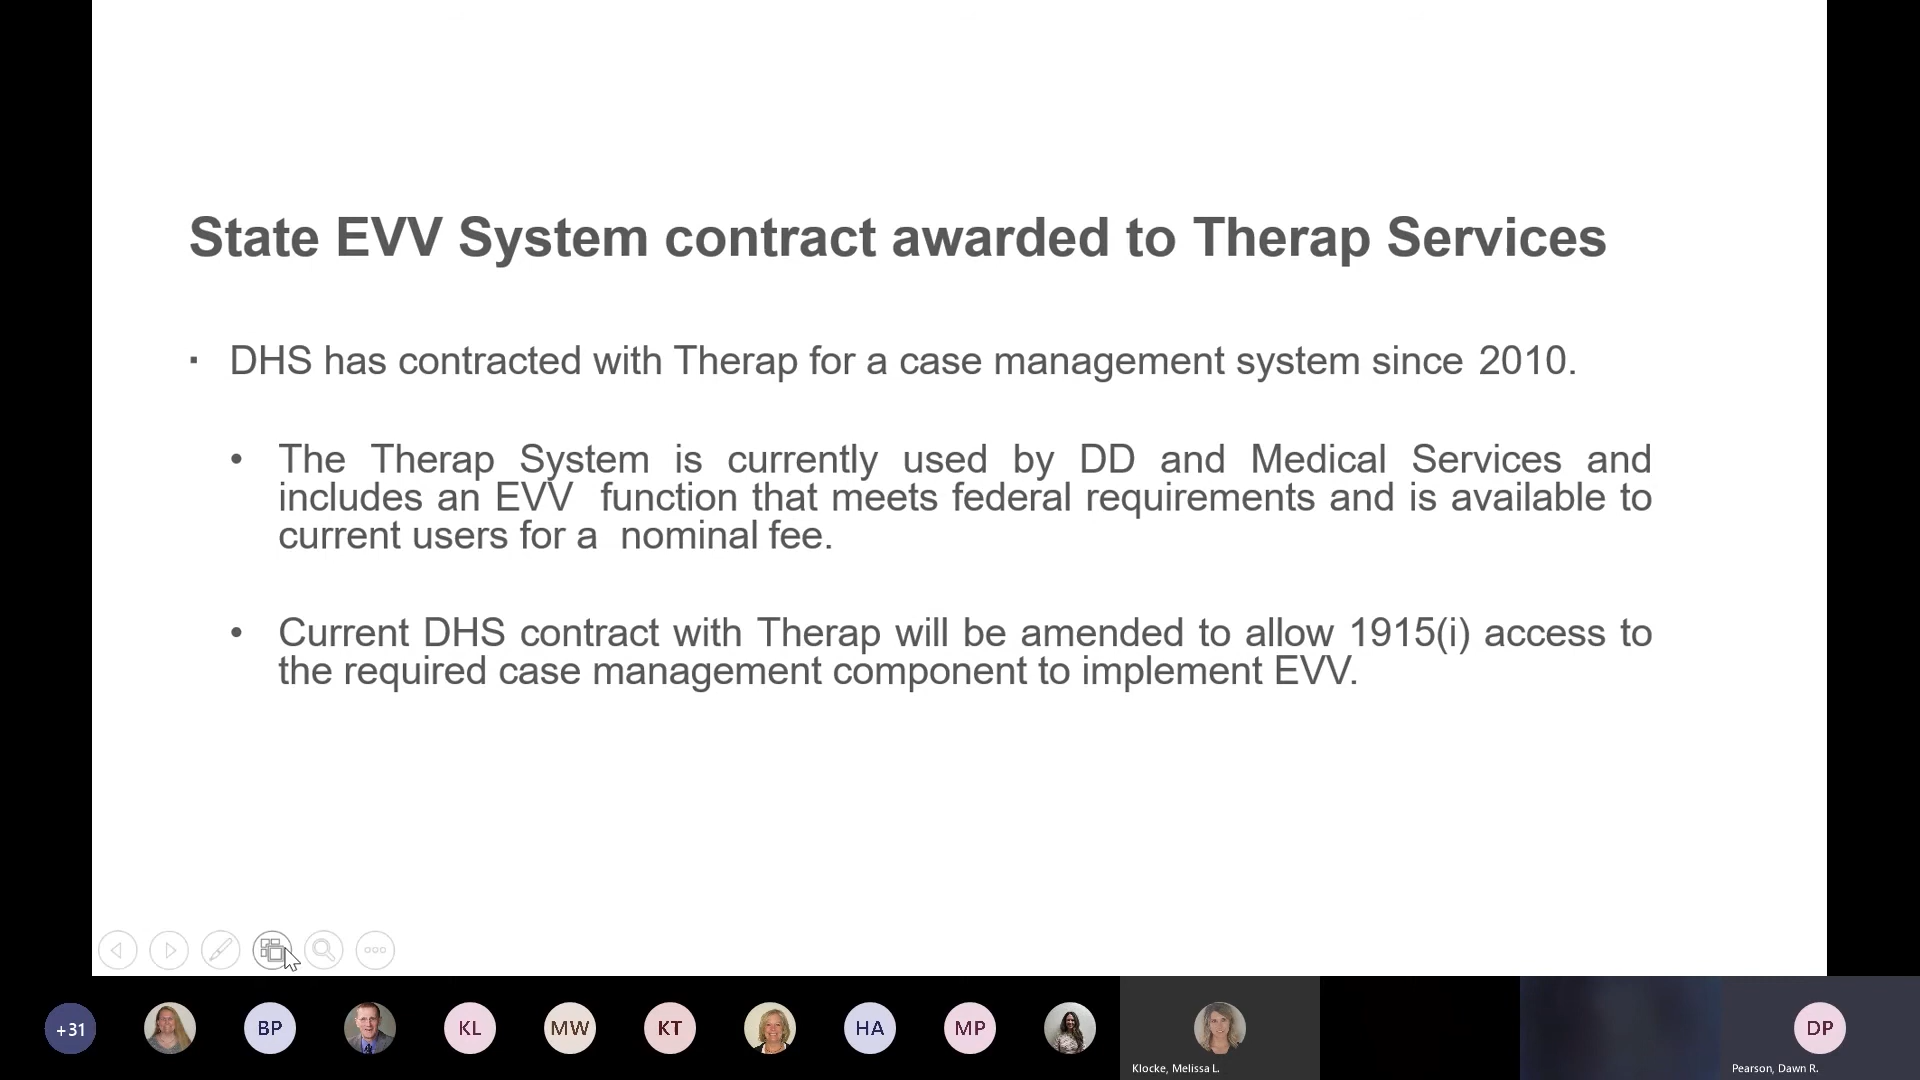 State EVV System contract awarded to Therap Services
▪ DHS has contracted with Therap for a case management system since 2010.
• The Therap System is currently used by DD and Medical Services and
includes an EVV function that meets federal requirements and is available to
current users for a nominal fee.
• Current DHS contract with Therap will be amended to allow 1915(i) access to
the required case management component to implement EVV.
+31
BP
KL
MW
KT
HA
MP
DP
Klocke, Melissa L.
Pearson, Dawn R.